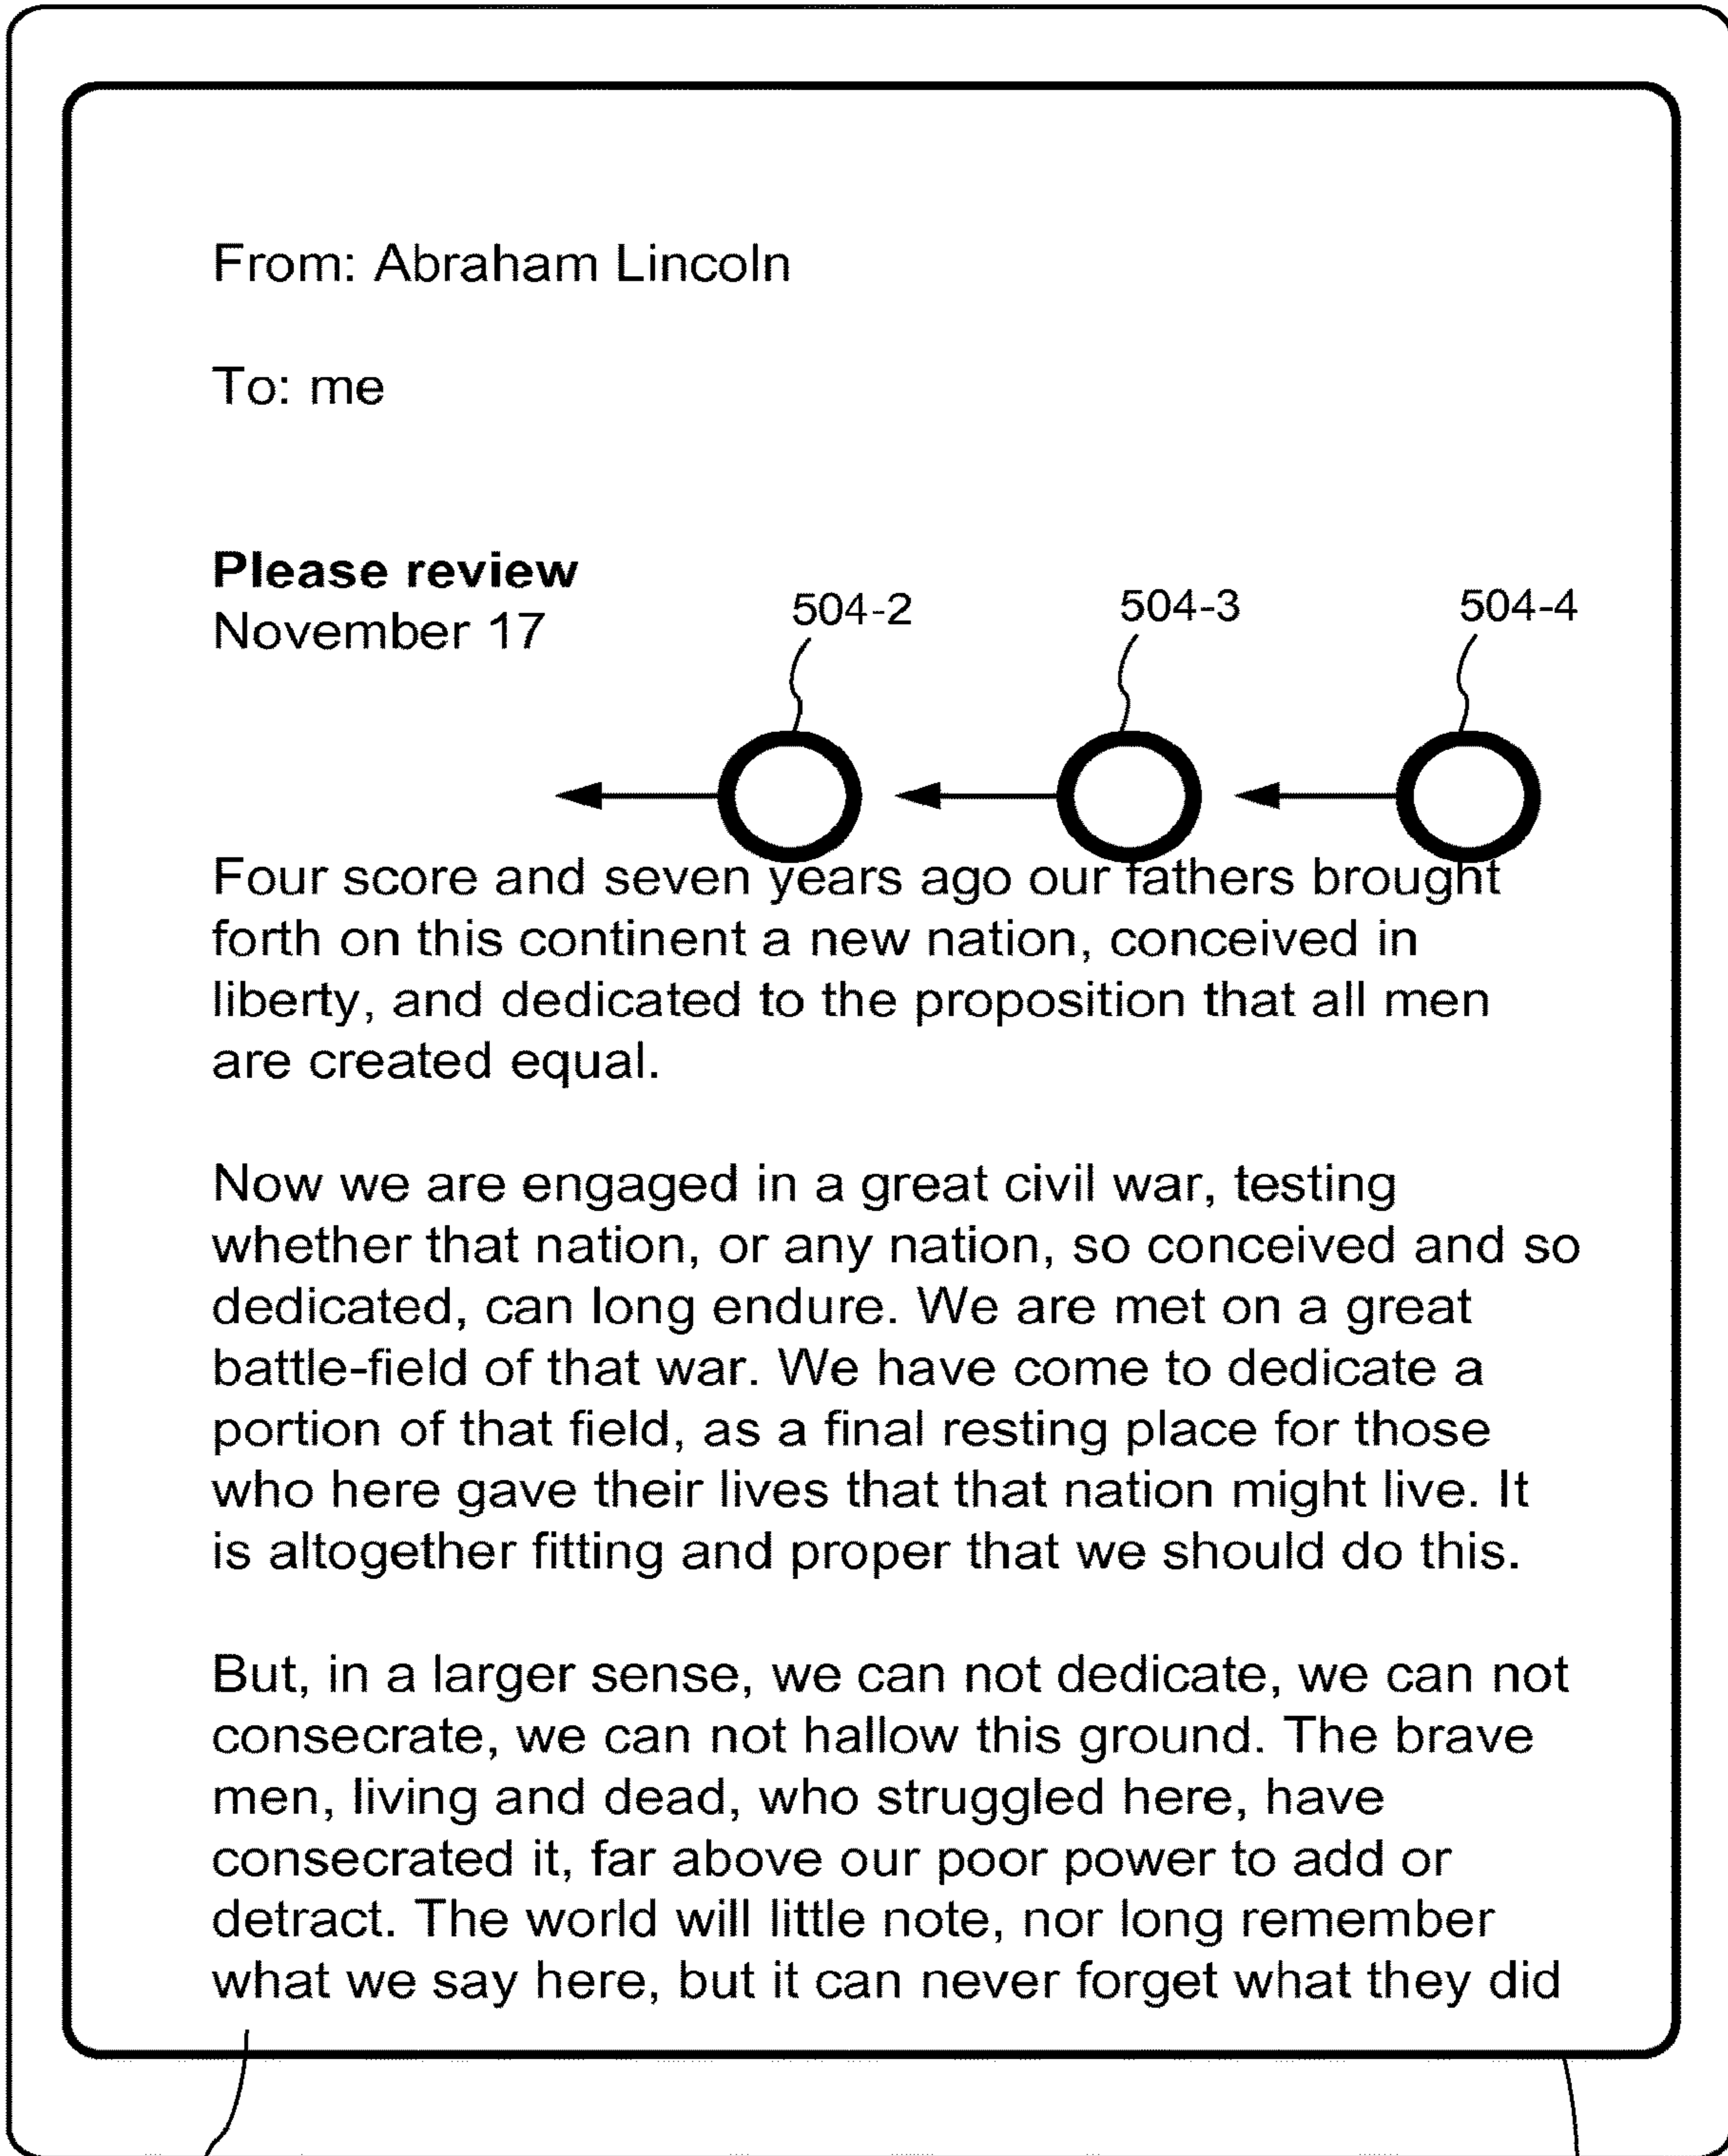 From: Abraham Lincoln
To: me
Please review
November 17
504-2
504-3
504-4
Four score and seven years ago our fathers brought
forth on this continent a new nation, conceived in
liberty, and dedicated to the proposition that all men
are created equal.
Now we are engaged in a great civil war, testing
whether that nation, or any nation, so conceived and so
dedicated, can long endure. We are met on a great
battle-field of that war. We have come to dedicate a
portion of that field, as a final resting place for those
who here gave their lives that that nation might live. It
is altogether fitting and proper that we should do this.
But, in a larger sense, we can not dedicate, we can not
consecrate, we can not hallow this ground. The brave
men, living and dead, who struggled here, have
consecrated it, far above our poor power to add or
detract. The world will little note, nor long remember
what we say here, but it can never forget what they did